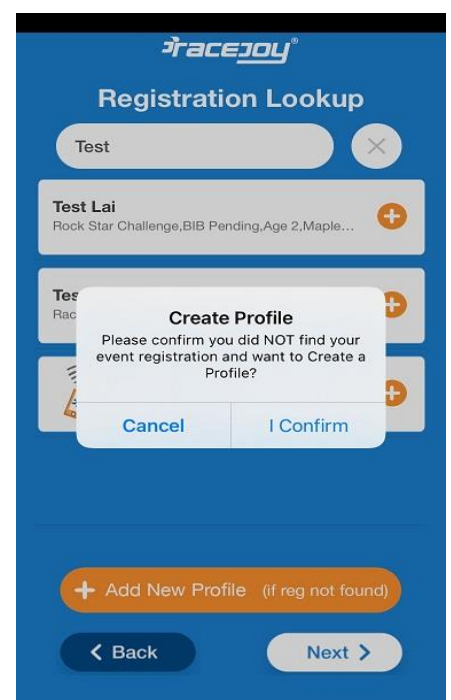 racejoy®
Registration Lookup
Test
Test Lai
Rock Star Challenge,BIB Pending,Age 2,Maple...
Create Profile
Please confirm you did NOT find your
event registration and want to Create a
Profile?
Cancel
I Confirm
+ Add New Profile (if reg not found)
< Back
Next >